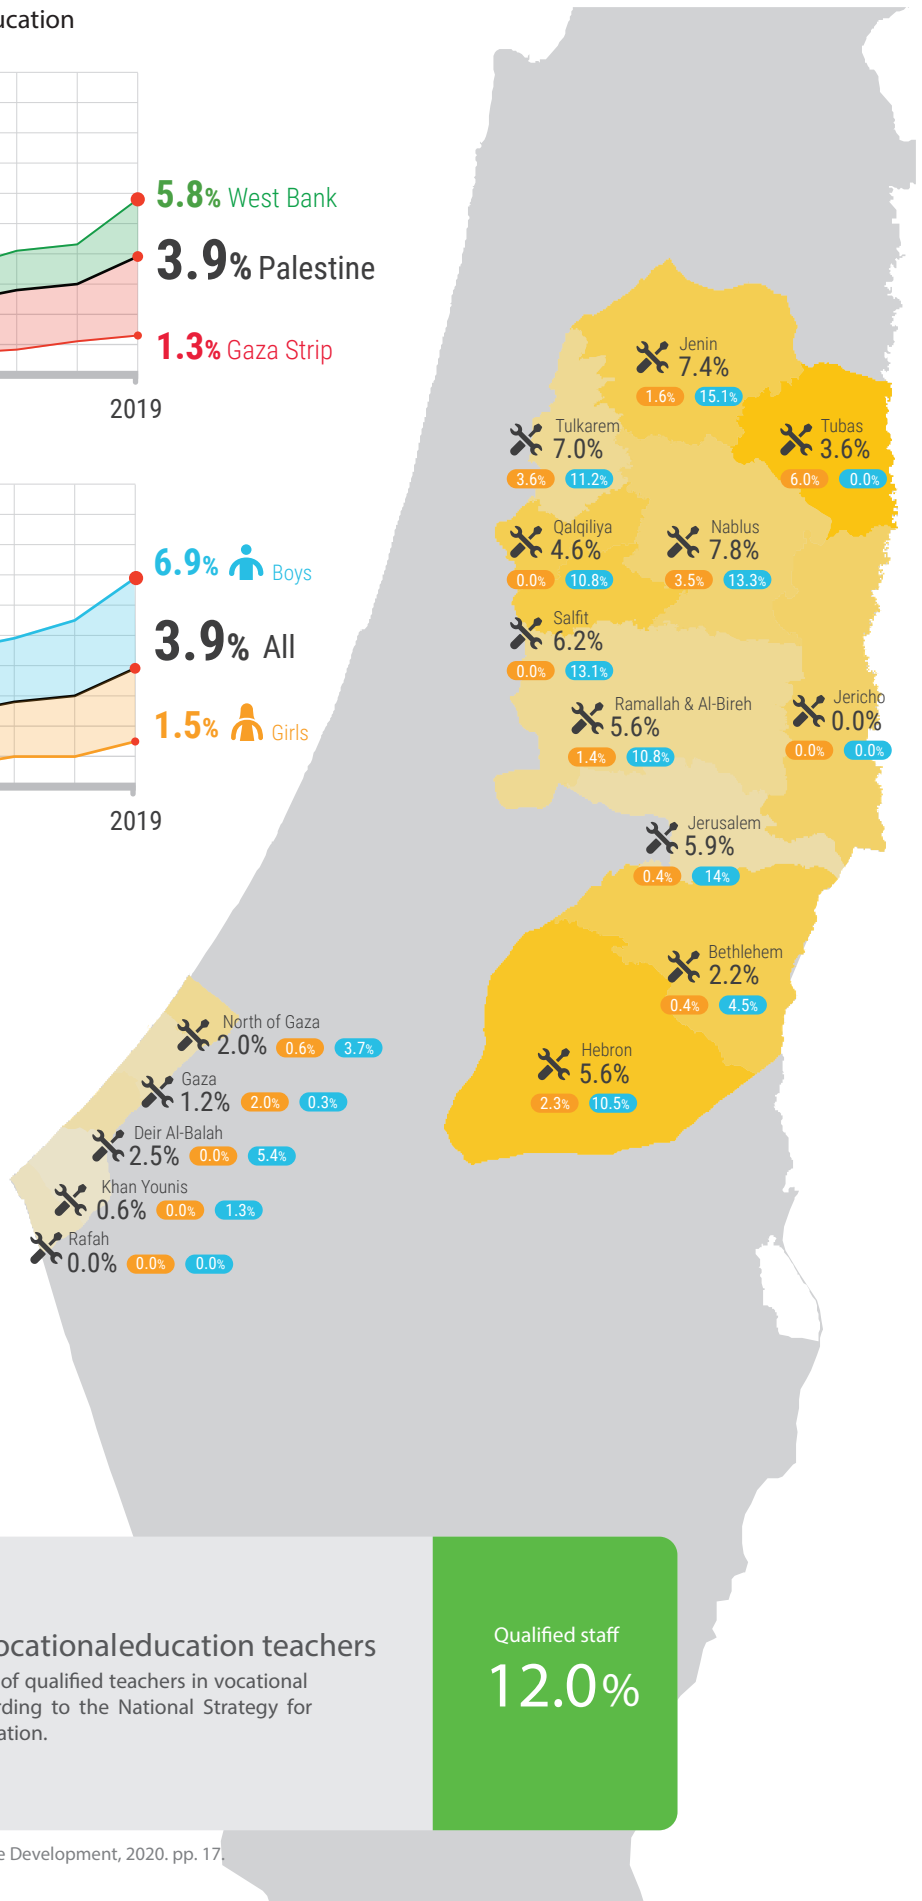 ucation
5.8% West Bank
3.9% Palestine
1.3% Gaza Strip
2019
6.9% Boys
3.9% All
1.5% Girls
2019
Jenin
7.4%
1.6% 15.1%
Tulkarem
7.0%
3.6% 11.2%
Tubas
3.6%
6.0% 0.0%
Qalqiliya
4.6%
0.0% 10.8%
Nablus
7.8%
3.5% 13.3%
Salfit
6.2%
0.0% 13.1%
Ramallah & Al-Bireh
5.6%
1.4% 10.8%
Jericho
0.0%
0.0% 0.0%
Jerusalem
5.9%
0.4% 14%
Bethlehem
2.2%
0.4% 4.5%
Hebron
5.6%
2.3% 10.5%
North of Gaza
2.0% 0.6% 3.7%
Gaza
1.2% 2.0% 0.3%
Deir Al-Balah
2.5% 0.0% 5.4%
Khan Younis
0.6% 0.0% 1.3%
Rafah
0.0% 0.0% 0.0%
ocationaleducation teachers
of qualified teachers in vocational
rding to the National Strategy for
ation.
Qualified staff
12.0%
e Development, 2020. pp. 17.